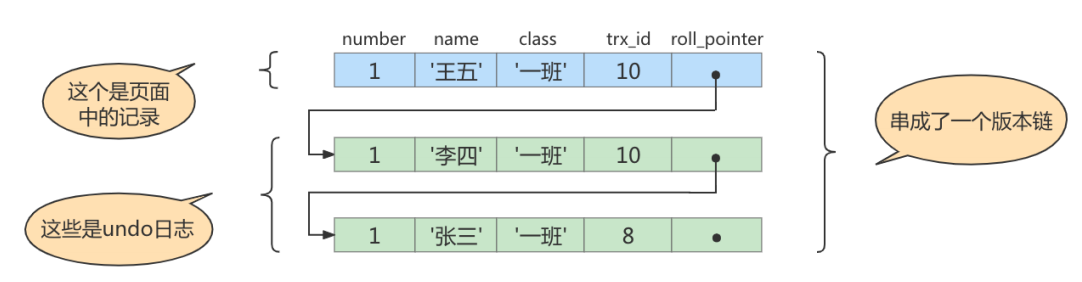 number name class trx_id roll_pointer
1 '王五' '一班' 10
这个是页面
中的记录
串成了一个版本链
1 '李四' '一班' 10
这些是undo日志
1 '张三' '一班' 8